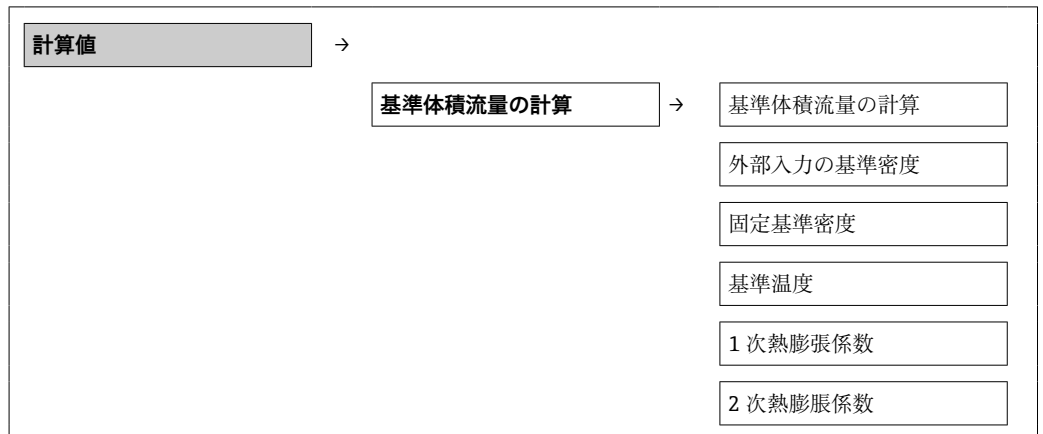 計算値 →
基準体積流量の計算 → 基準体積流量の計算
外部入力の基準密度
固定基準密度
基準温度
1 次熱膨張係数
2 次熱膨脹係数